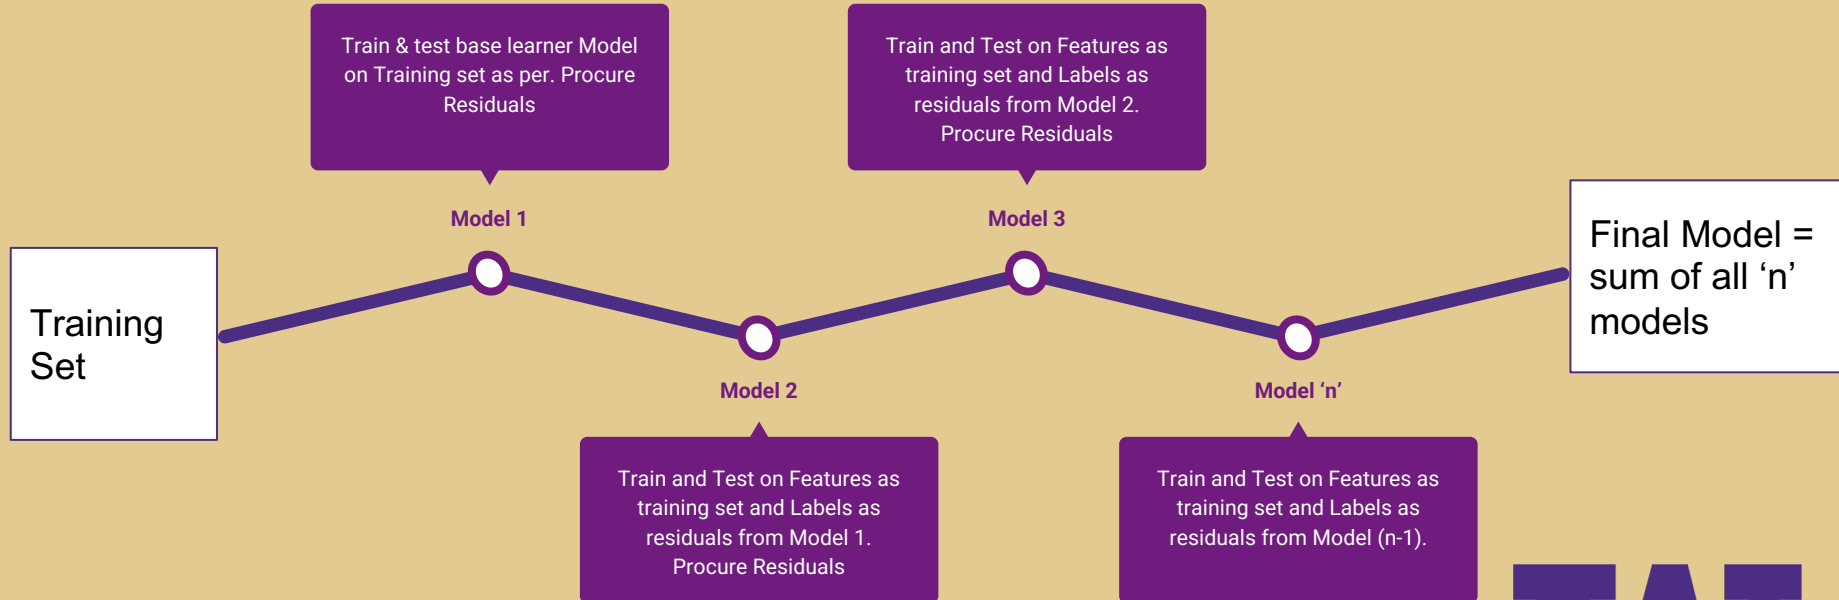 Training
Set
Train & test base learner Model
on Training set as per. Procure
Residuals
Model 1
Model 2
Train and Test on Features as
training set and Labels as
residuals from Model 1.
Procure Residuals
Train and Test on Features as
training set and Labels as
residuals from Model 2.
Procure Residuals
Model 3
Model ‘n’
Train and Test on Features as
training set and Labels as
residuals from Model (n-1).
Final Model =
sum of all ‘n’
models